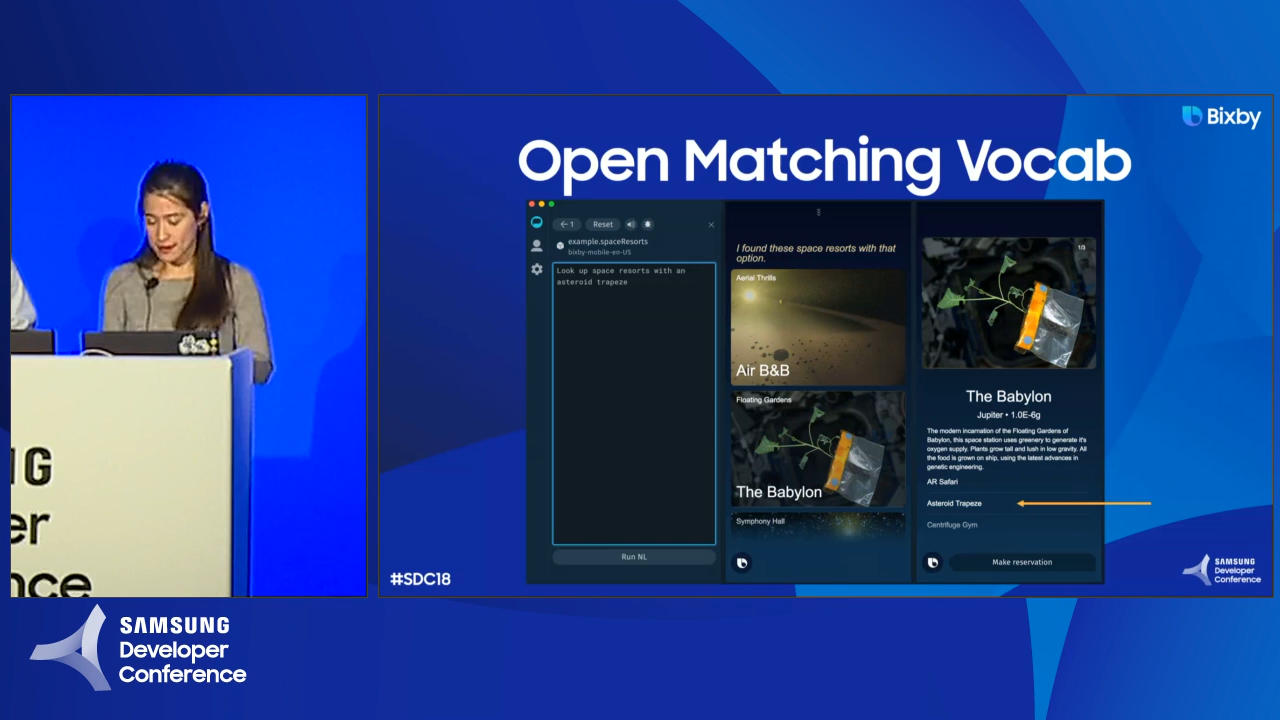 Bixby
Open Matching Vocab
← 1
Reset
example.spaceResorts
bixby-mobile-en-US
Look up space resorts with an
asteroid trapeze
Run NL
I found these space resorts with that
option.
Aerial Thrills
Air B&B
Floating Gardens
The Babylon
Symphony Hall
1/3
The Babylon
Jupiter • 1.0E-6g
The modern incarnation of the Floating Gardens of
Babylon, this space station uses greenery to generate it's
oxygen supply. Plants grow tall and lush in low gravity. All
the food is grown on ship, using the latest advances in
genetic engineering.
AR Safari
Asteroid Trapeze
Centrifuge Gym
Make reservation
#SDC18
SAMSUNG
Developer
Conference
G
er
nce
SAMSUNG
Developer
Conference